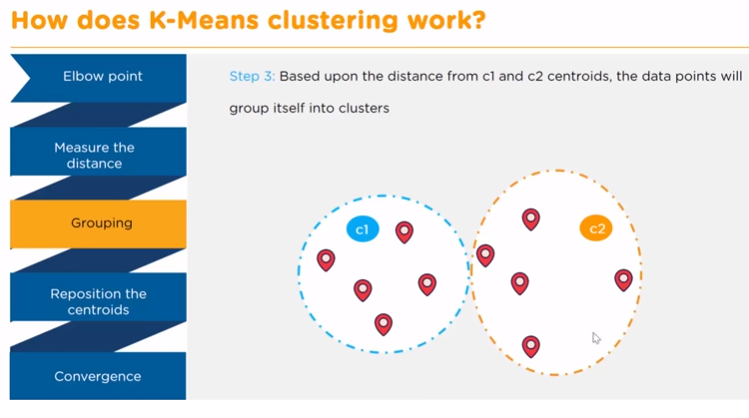 How does K-Means clustering work?
Elbow point
Measure the
distance
Grouping
Reposition the
centroids
Convergence
Step 3: Based upon the distance from c1 and c2 centroids, the data points will
group itself into clusters
c1
c2